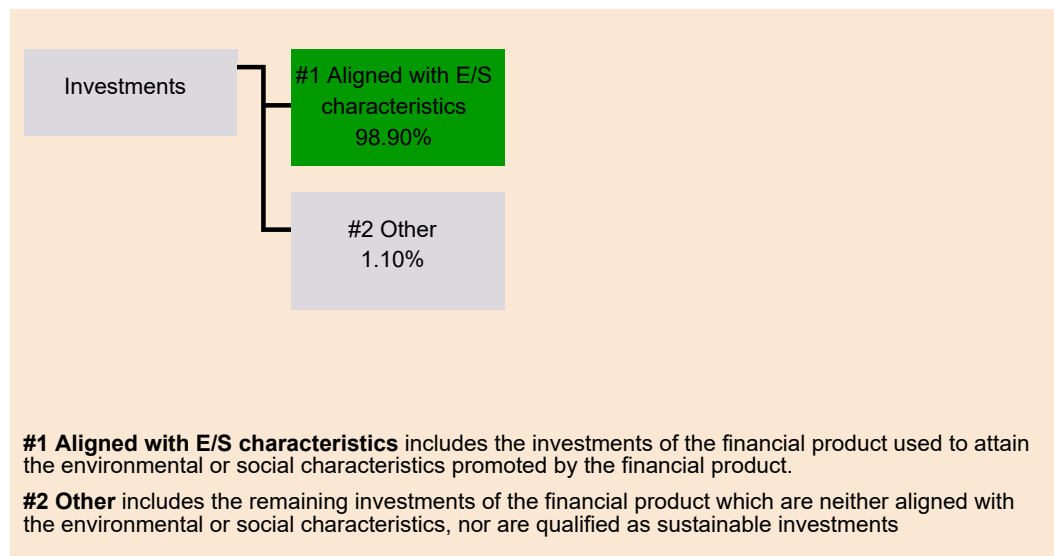 Investments
#1 Aligned with E/S
characteristics
98.90%
#2 Other
1.10%
#1 Aligned with E/S characteristics includes the investments of the financial product used to attain
the environmental or social characteristics promoted by the financial product.
#2 Other includes the remaining investments of the financial product which are neither aligned with
the environmental or social characteristics, nor are qualified as sustainable investments